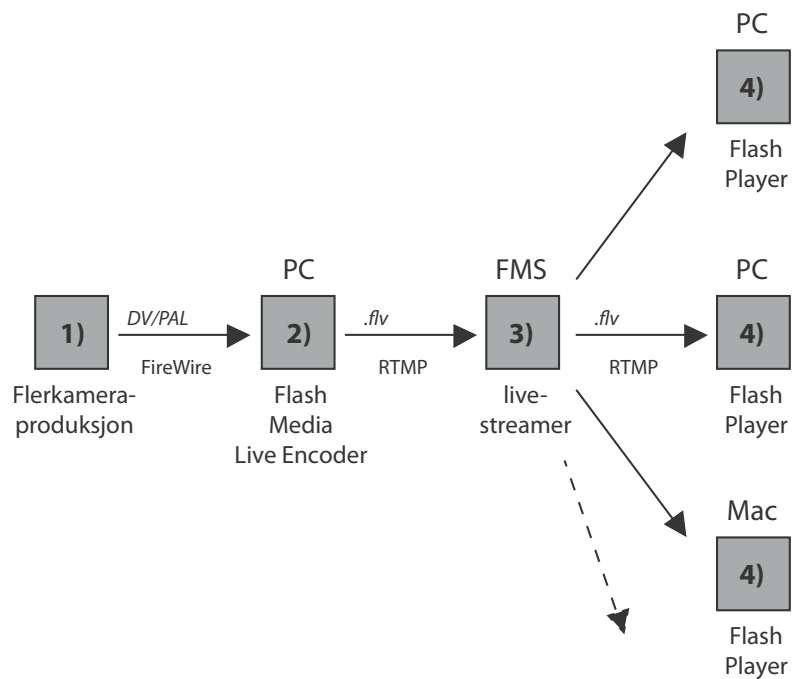 PC
4)
Flash
Player
1)
Flerkamera-
produksjon
DV/PAL
FireWire
PC
2)
Flash
Media
Live Encoder
.flv
RTMP
FMS
3)
live-
streamer
.flv
RTMP
PC
4)
Flash
Player
Mac
4)
Flash
Player